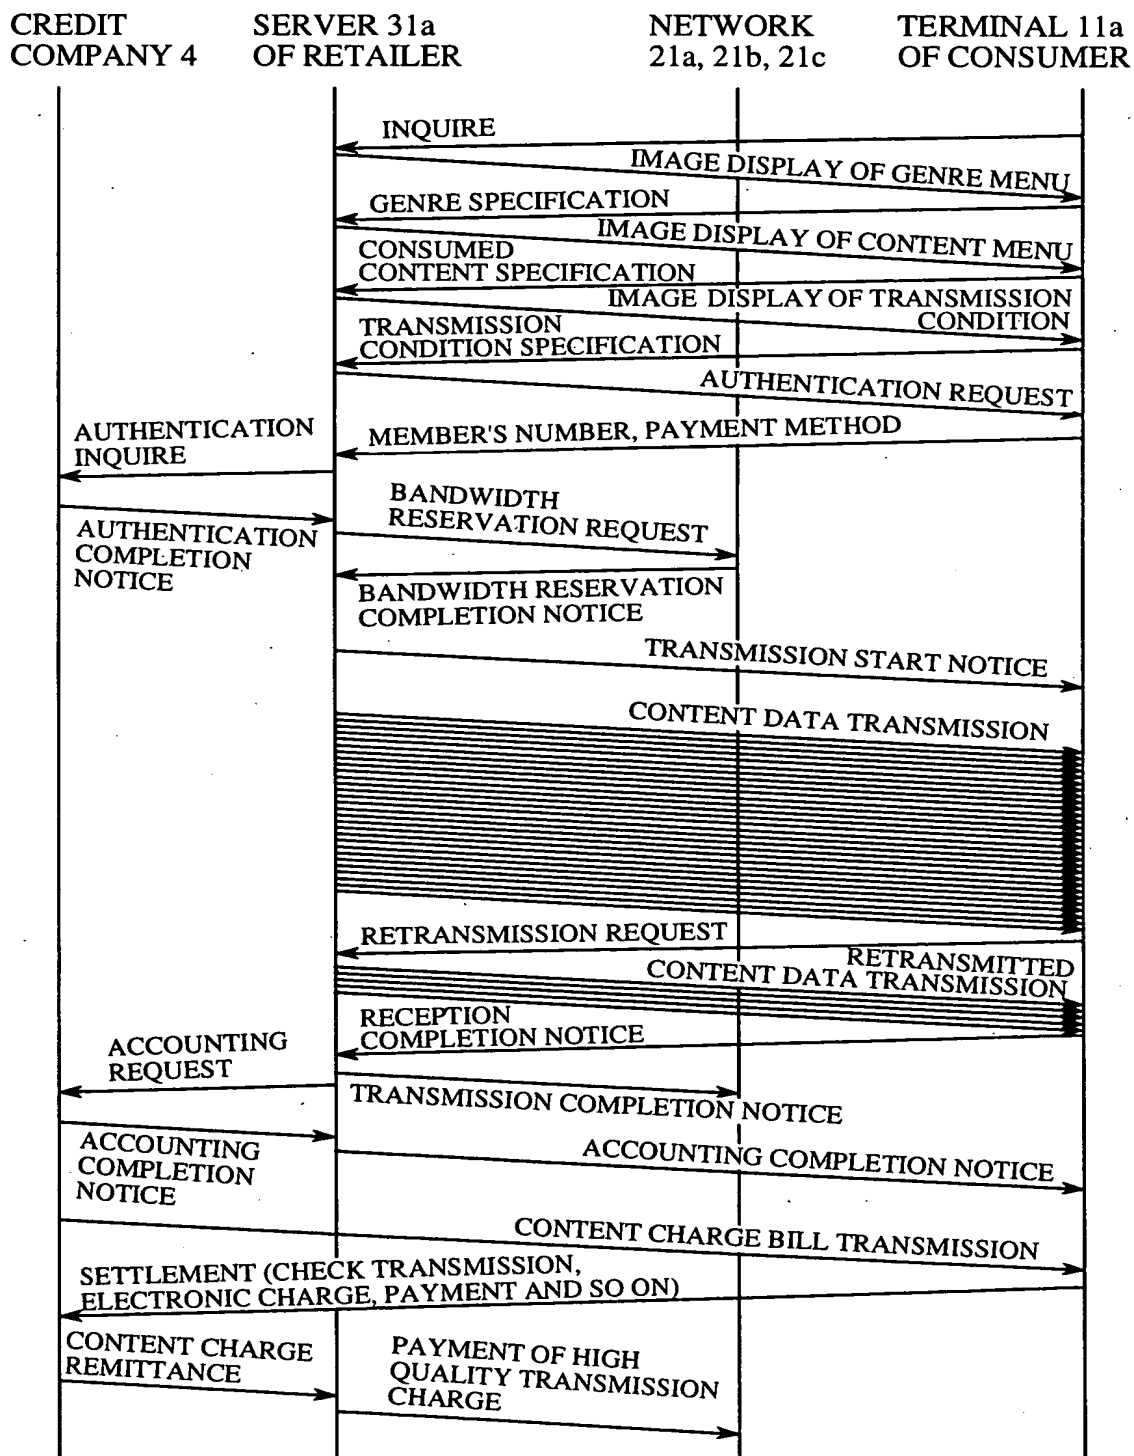 CREDIT
COMPANY 4
SERVER 31a
OF RETAILER
NETWORK
21a, 21b, 21c
TERMINAL 11a
OF CONSUMER
INQUIRE
IMAGE DISPLAY OF GENRE MENU
GENRE SPECIFICATION
IMAGE DISPLAY OF CONTENT MENU
CONSUMED
CONTENT SPECIFICATION
IMAGE DISPLAY OF TRANSMISSION
CONDITION
TRANSMISSION
CONDITION SPECIFICATION
AUTHENTICATION REQUEST
MEMBER'S NUMBER, PAYMENT METHOD
AUTHENTICATION
INQUIRE
AUTHENTICATION
COMPLETION
NOTICE
BANDWIDTH
RESERVATION REQUEST
BANDWIDTH RESERVATION
COMPLETION NOTICE
TRANSMISSION START NOTICE
CONTENT DATA TRANSMISSION
RETRANSMISSION REQUEST
RETRANSMITTED
CONTENT DATA TRANSMISSION
RECEPTION
COMPLETION NOTICE
ACCOUNTING
REQUEST
TRANSMISSION COMPLETION NOTICE
ACCOUNTING
COMPLETION
NOTICE
ACCOUNTING COMPLETION NOTICE
CONTENT CHARGE BILL TRANSMISSION
SETTLEMENT (CHECK TRANSMISSION,
ELECTRONIC CHARGE, PAYMENT AND SO ON)
CONTENT CHARGE
REMITTANCE
PAYMENT OF HIGH
QUALITY TRANSMISSION
CHARGE